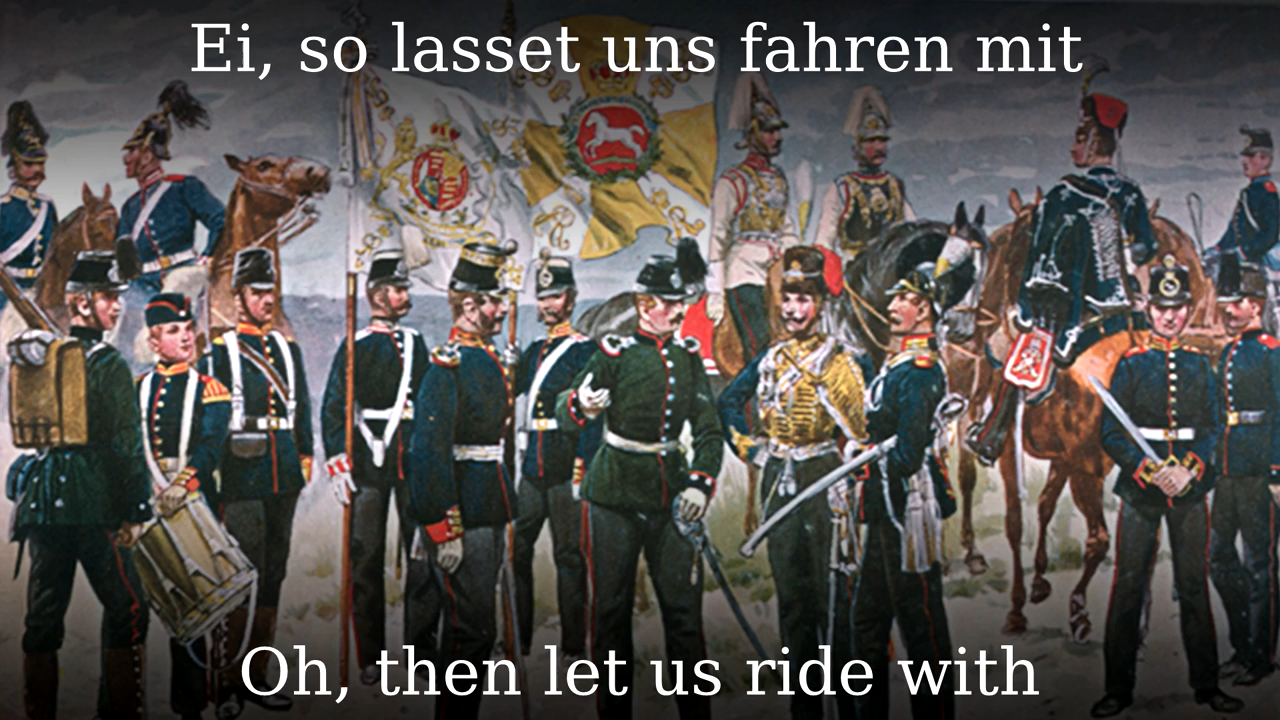 Ei, so lasset uns fahren mit
Oh, then let us ride with